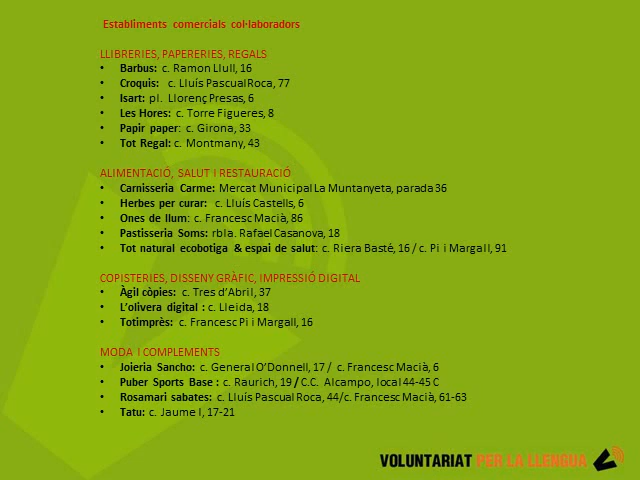 Establiments comercials col·laboradors
LLIBRERIES, PAPERERIES, REGALS
• Barbus: c. Ramon Llull, 16
• Croquis: c. Lluís Pascual Roca, 77
• Isart: pl. Llorenç Presas, 6
• Les Hores: c. Torre Figueres, 8
• Papir paper: c. Girona, 33
• Tot Regal: c. Montmany, 43
ALIMENTACIÓ, SALUT I RESTAURACIÓ
• Carnisseria Carme: Mercat Municipal La Muntanyeta, parada 36
• Herbes per curar: c. Lluís Castells, 6
• Ones de llum: c. Francesc Macià, 86
• Pastisseria Soms: rbla. Rafael Casanova, 18
• Tot natural ecobotiga & espai de salut: c. Riera Basté, 16 / c. Pi i Margall, 91
COPISTERIES, DISSENY GRÀFIC, IMPRESSIÓ DIGITAL
• Àgil còpies: c. Tres d'Abril, 37
• L'olivera digital : c. Lleida, 18
• Totimprès: c. Francesc Pi i Margall, 16
MODA I COMPLEMENTS
• Joieria Sancho: c. General O'Donnell, 17 / c. Francesc Macià, 6
• Puber Sports Base : c. Raurich, 19 / C.C. Alcampo, local 44-45 C
• Rosamari sabates: c. Lluís Pascual Roca, 44/c. Francesc Macià, 61-63
• Tatu: c. Jaume I, 17-21
VOLUNTARIAT PER LA LLENGUA